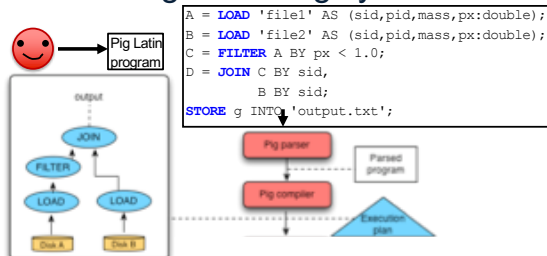 Pig Latin
program
A = LOAD 'file1' AS (sid,pid,mass,px:double);
B = LOAD 'file2' AS (sid,pid,mass,px:double);
C = FILTER A BY px < 1.0;
D = JOIN C BY sid,
B BY sid;
STORE g INTO 'output.txt';
output
JOIN
FILTER
LOAD
LOAD
Disk A
Disk B
Pig parser
Parsed
program
Pig compiler
Execution
plan